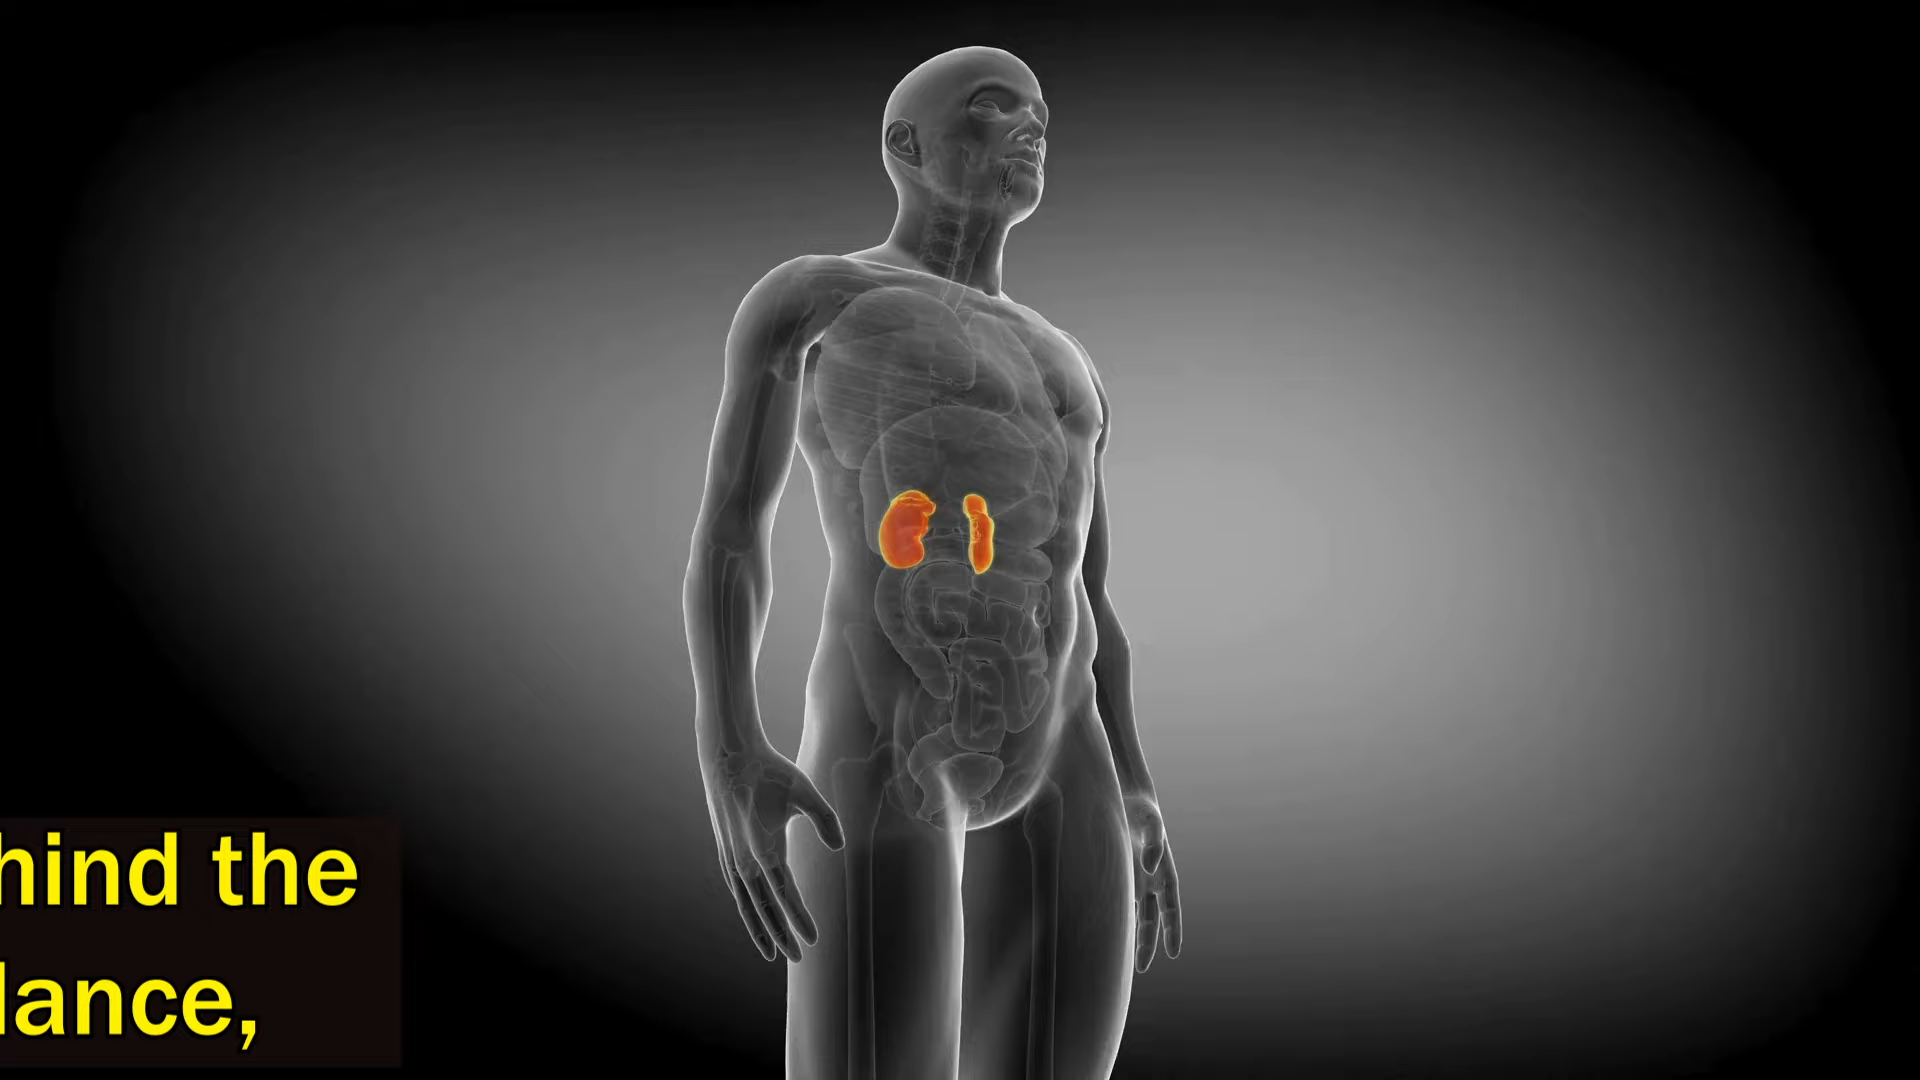 hind the
lance,